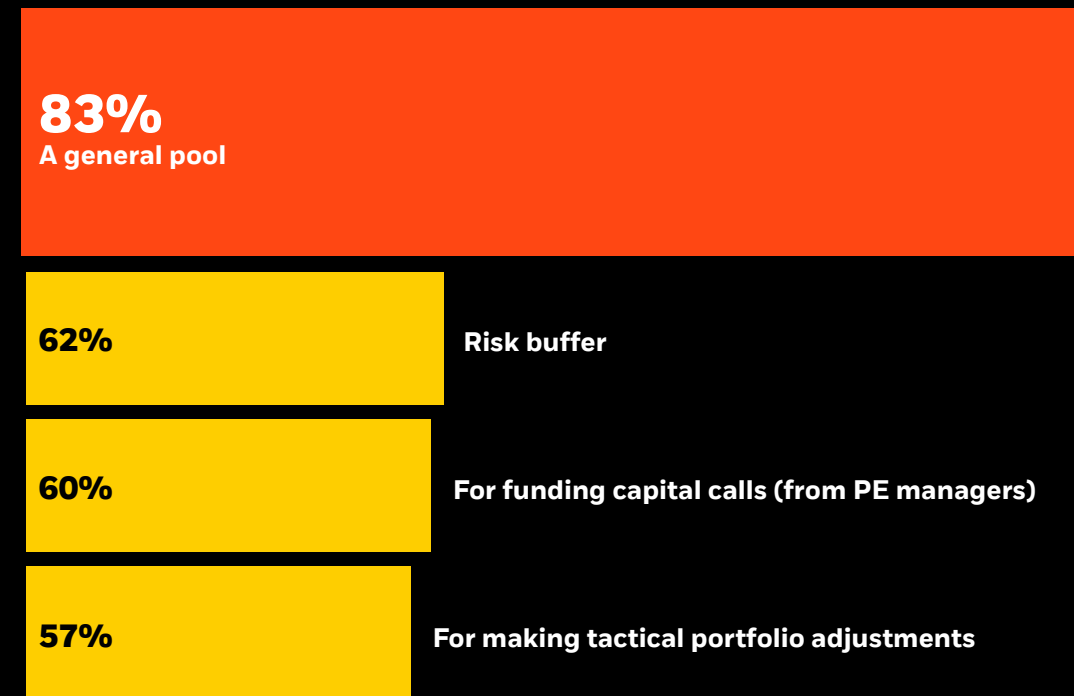 83%
A general pool
62%
Risk buffer
60%
For funding capital calls (from PE managers)
57%
For making tactical portfolio adjustments